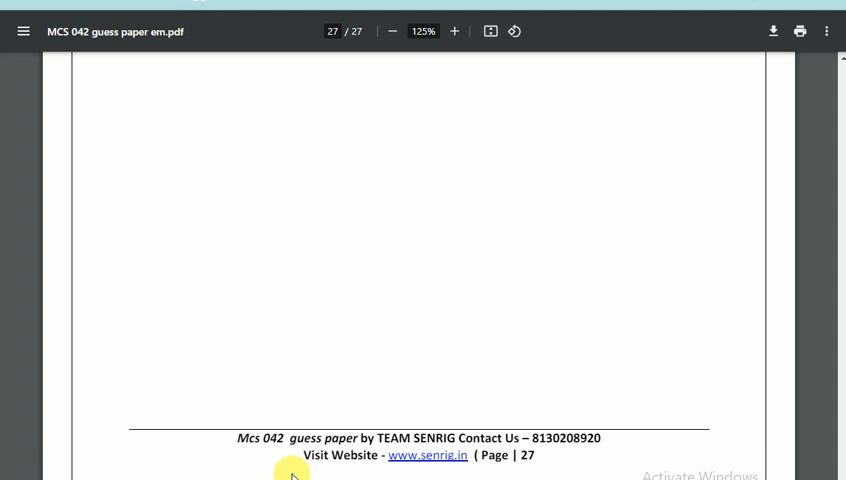 MCS 042 guess paper em.pdf
27 / 27
125%
Mcs 042 guess paper by TEAM SENRIG Contact Us – 8130208920
Visit Website - www.senrig.in ( Page | 27
Activate Windows